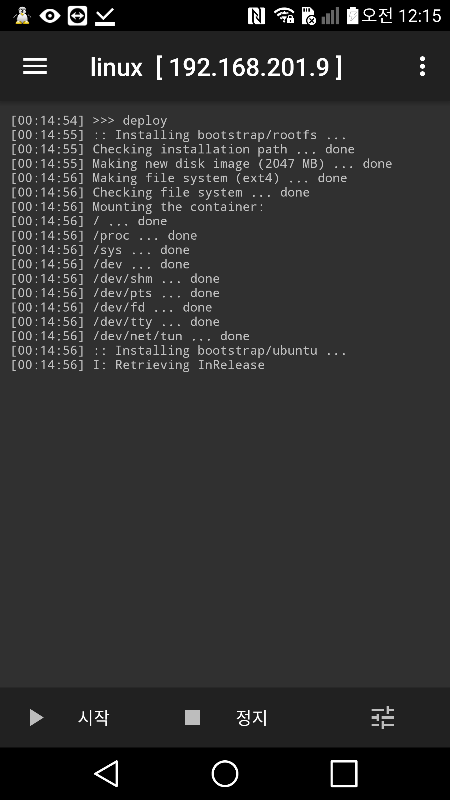 오전 12:15
linux [ 192.168.201.9 ]
[00:14:54] >>> deploy
[00:14:55] :: Installing bootstrap/rootfs ...
[00:14:55] Checking installation path ... done
[00:14:55] Making new disk image (2047 MB) ... done
[00:14:56] Making file system (ext4) ... done
[00:14:56] Checking file system ... done
[00:14:56] Mounting the container:
[00:14:56] / ... done
[00:14:56] /proc ... done
[00:14:56] /sys ... done
[00:14:56] /dev ... done
[00:14:56] /dev/shm ... done
[00:14:56] /dev/pts ... done
[00:14:56] /dev/fd ... done
[00:14:56] /dev/tty ... done
[00:14:56] /dev/net/tun ... done
[00:14:56] :: Installing bootstrap/ubuntu ...
[00:14:56] I: Retrieving InRelease
시작 정지